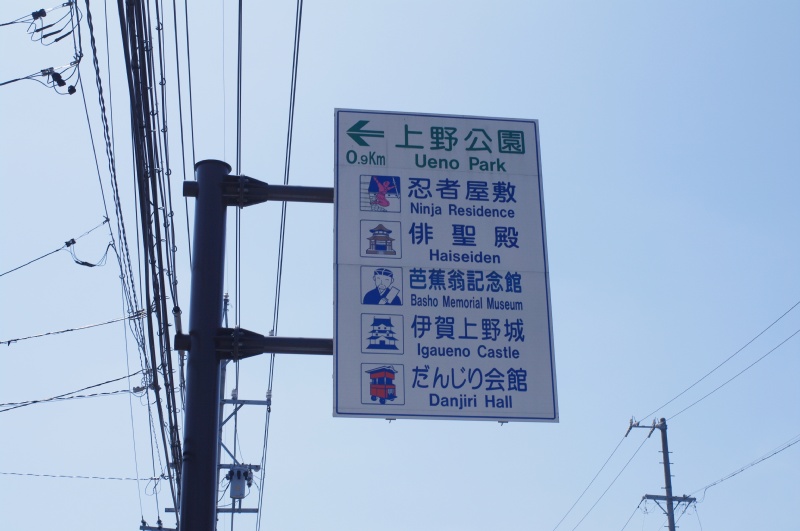 上野公園
0.9Km
Ueno Park
忍者屋敷
Ninja Residence
俳聖殿
Haiseiden
芭蕉翁記念館
Basho Memorial Museum
伊賀上野城
Igaueno Castle
だんじり会館
Danjiri Hall